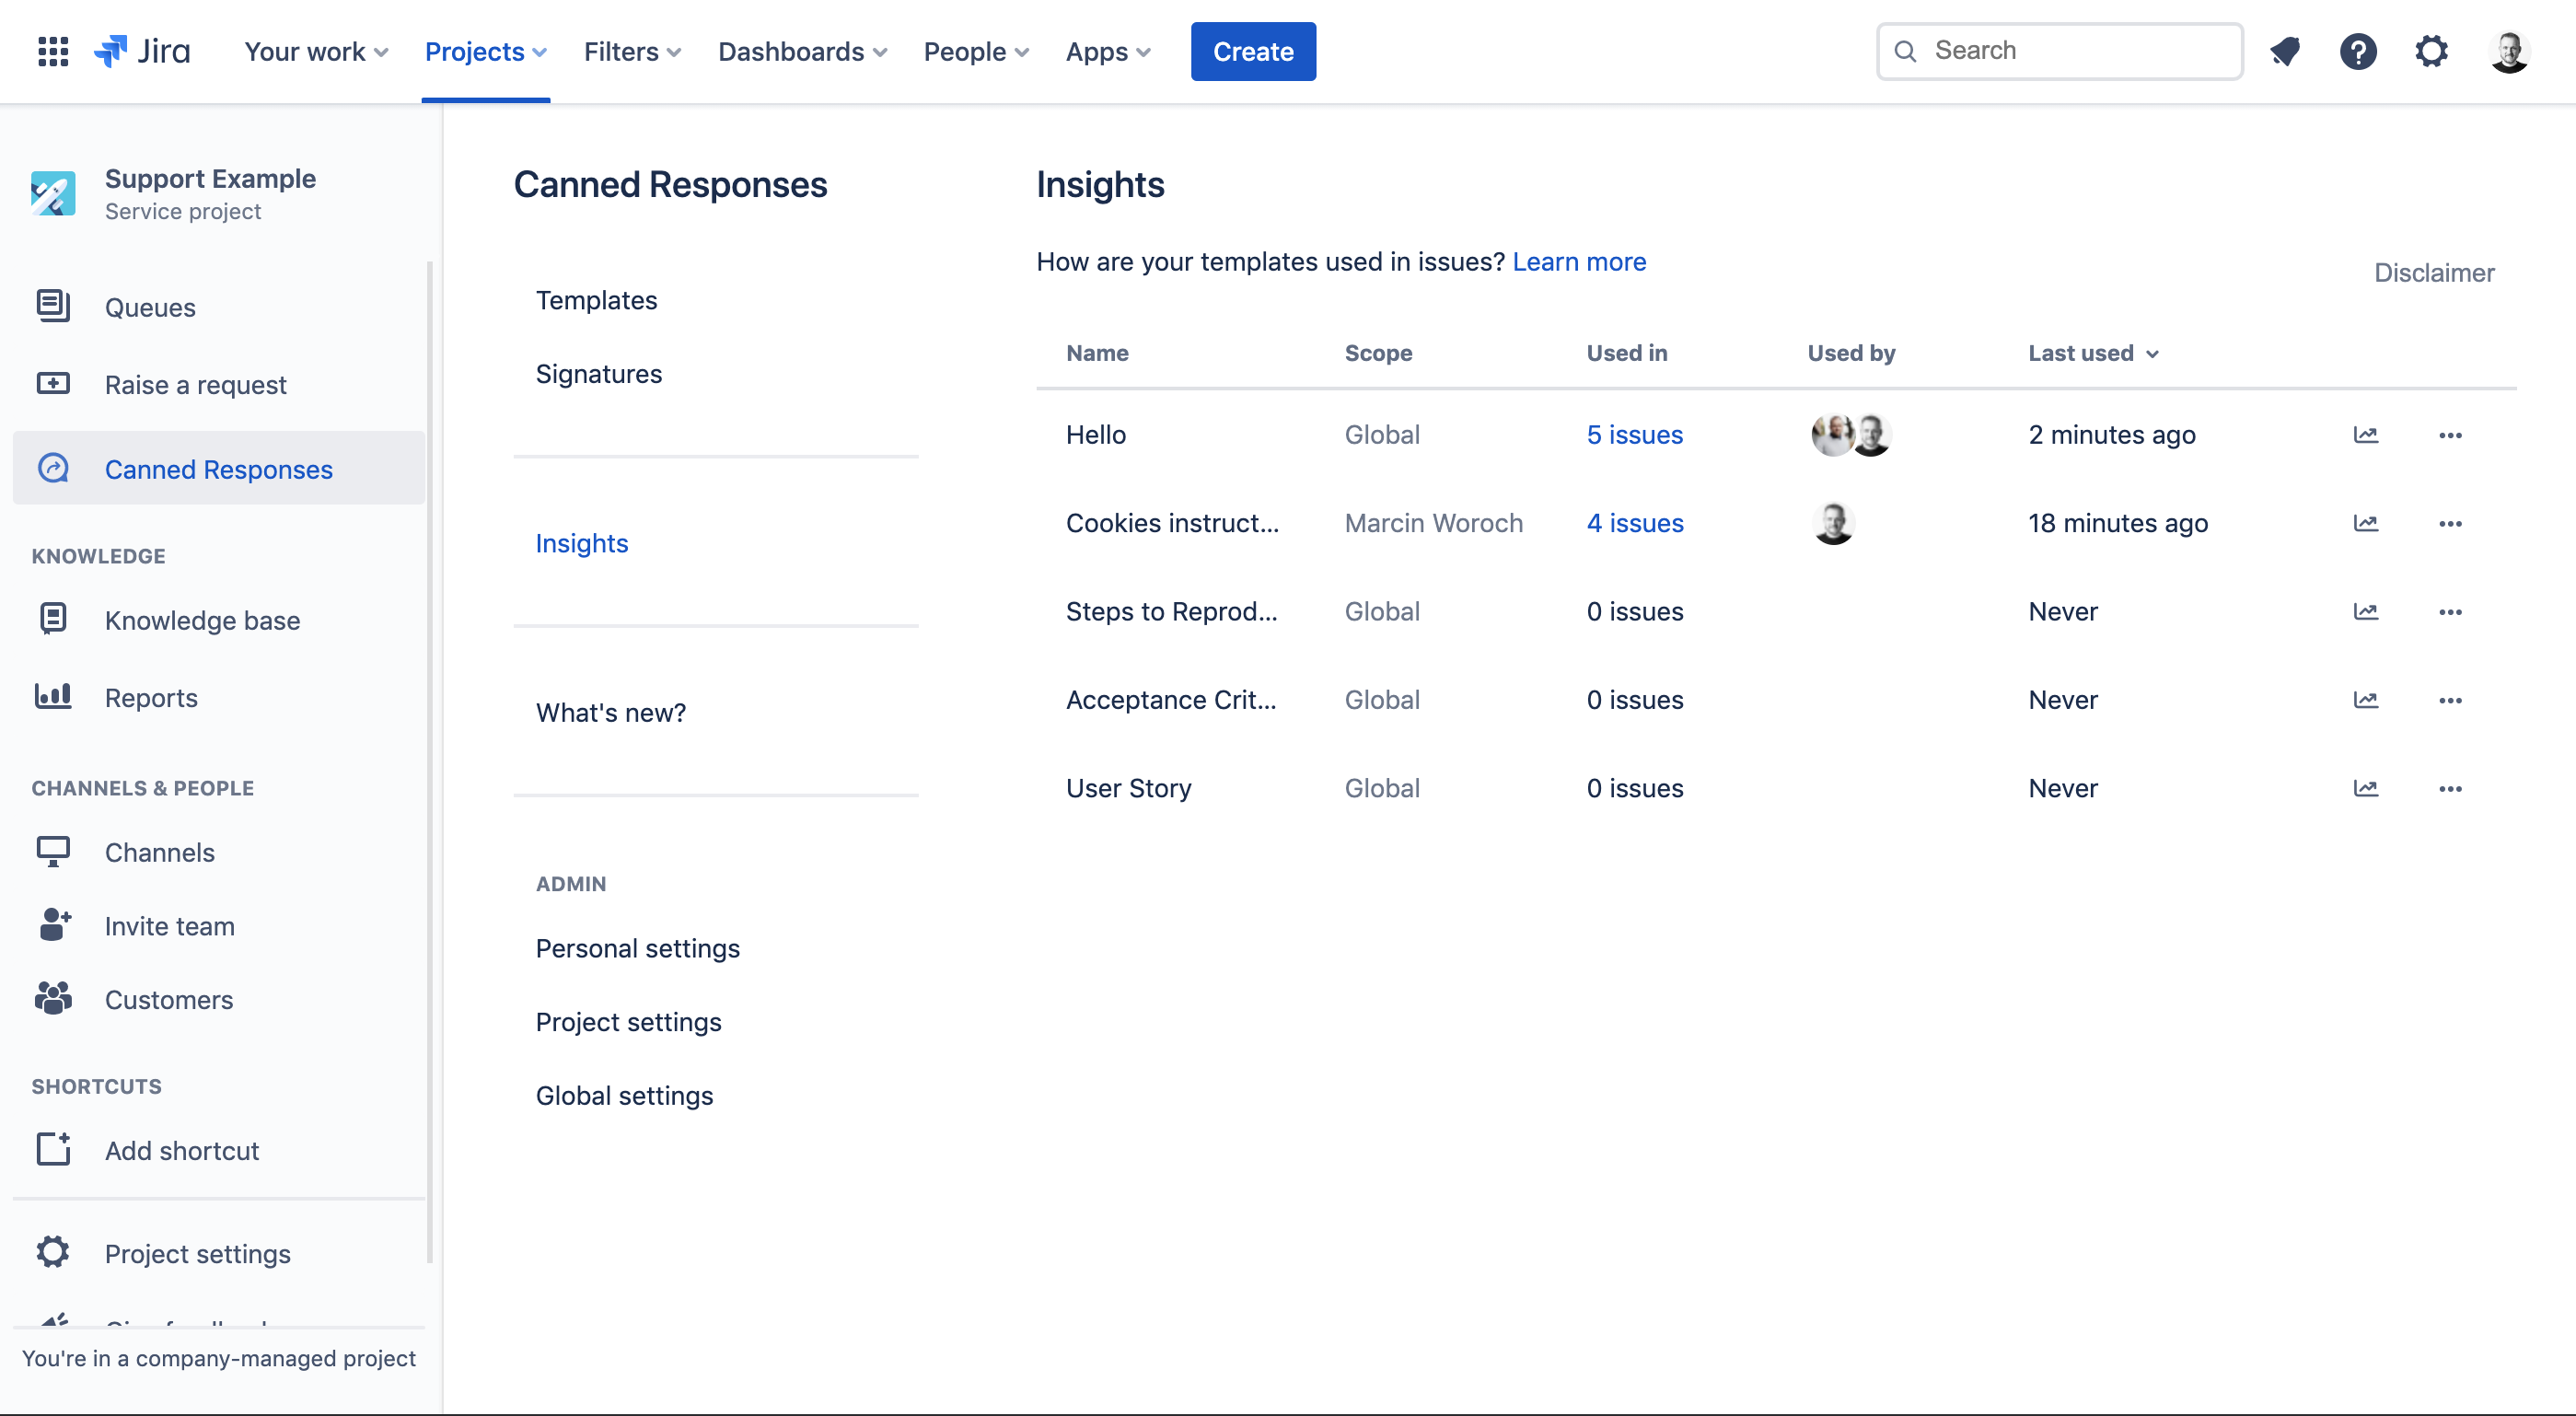 Jira
Your work
Projects
Filters
Dashboards
People
Apps
Create
Search
Support Example
Service project
Queues
Raise a request
Canned Responses
KNOWLEDGE
Knowledge base
Reports
CHANNELS & PEOPLE
Channels
Invite team
Customers
SHORTCUTS
Add shortcut
Project settings
You're in a company-managed project
Canned Responses
Templates
Signatures
Insights
What's new?
ADMIN
Personal settings
Project settings
Global settings
Insights
How are your templates used in issues? Learn more
Disclaimer
Name Scope Used in Used by Last used
Hello Global 5 issues 2 minutes ago
Cookies instruct... Marcin Woroch 4 issues 18 minutes ago
Steps to Reprod... Global 0 issues Never
Acceptance Crit... Global 0 issues Never
User Story Global 0 issues Never